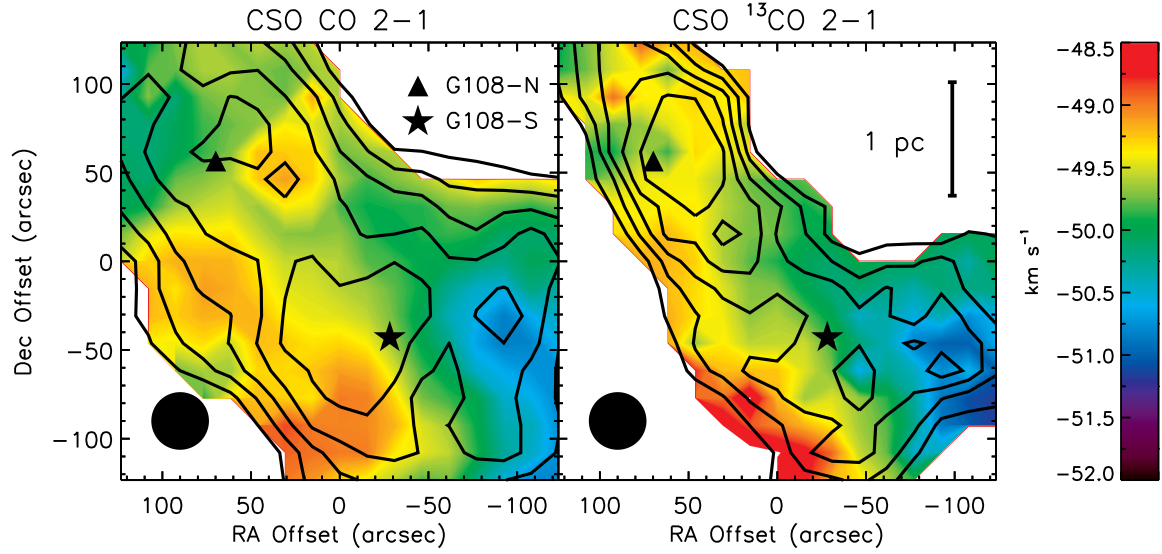 CSO CO 2−1
CSO ¹³CO 2−1
G108−N
G108−S
1 pc
Dec Offset (arcsec)
100
50
0
−50
−100
100 50 0 −50 −100
RA Offset (arcsec)
100 50 0 −50 −100
RA Offset (arcsec)
km s⁻¹
−48.5
−49.0
−49.5
−50.0
−50.5
−51.0
−51.5
−52.0